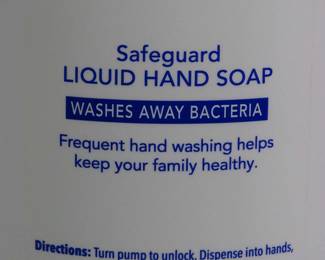 Safeguard
LIQUID HAND SOAP
WASHES AWAY BACTERIA
Frequent hand washing helps
keep your family healthy.
Directions: Turn pump to unlock. Dispense into hands,